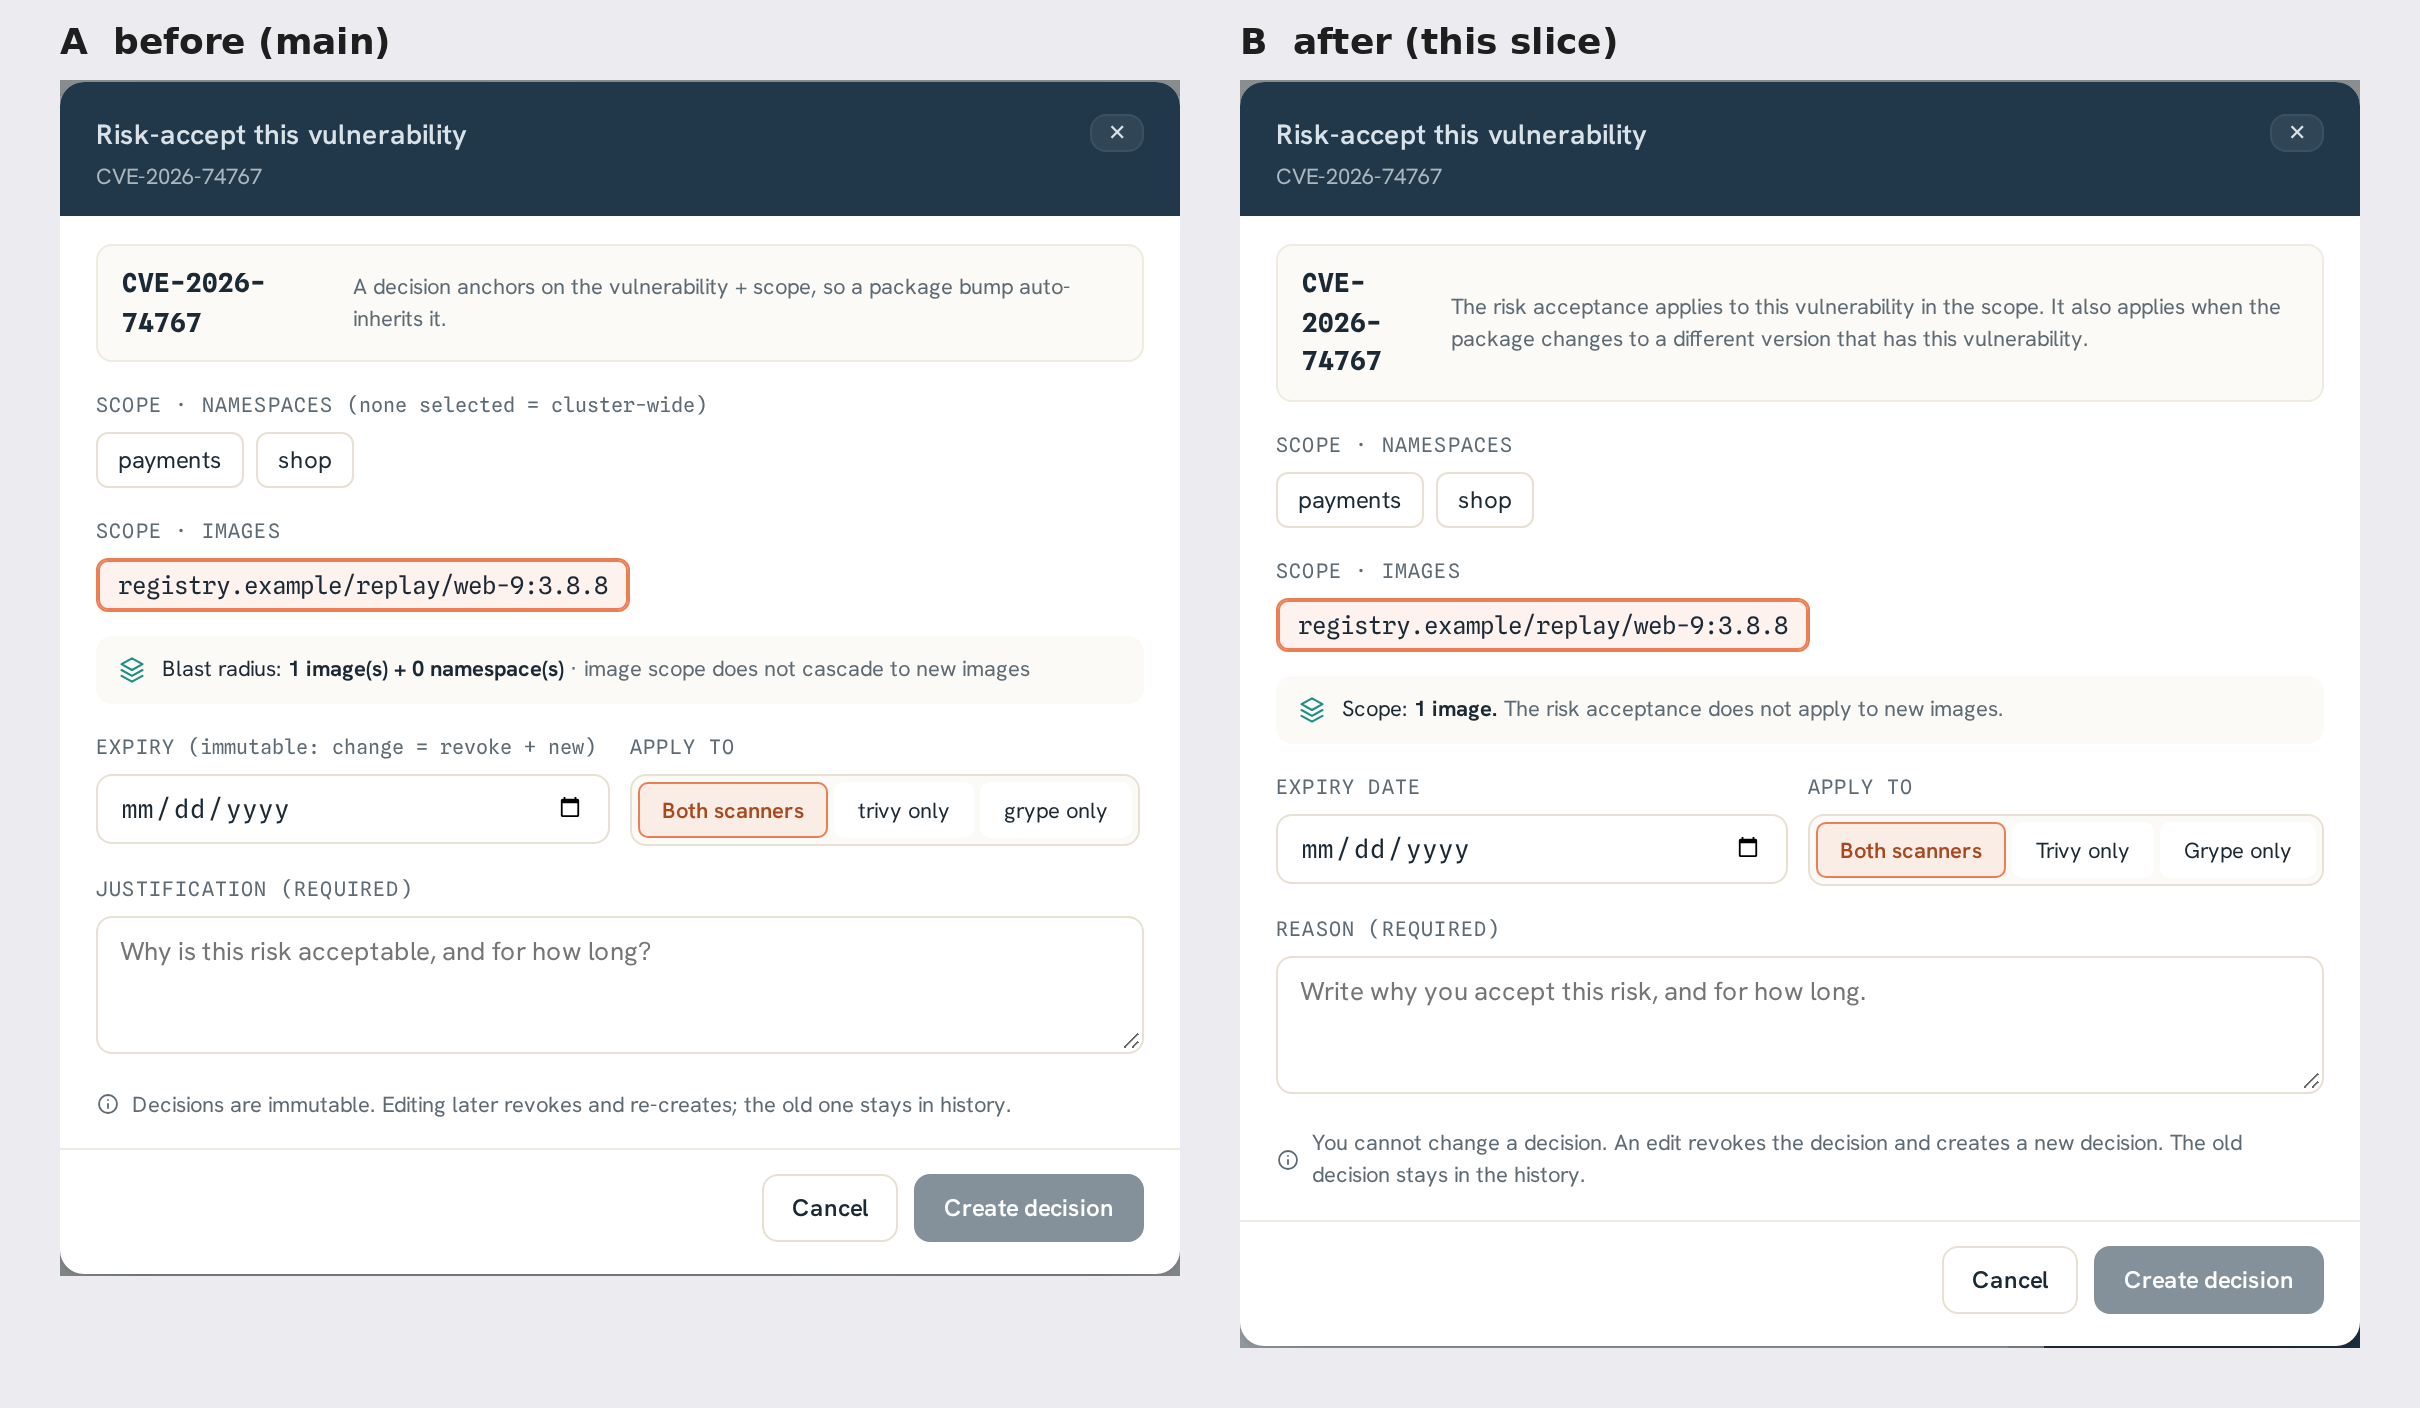 A before (main)
Risk-accept this vulnerability
✕
CVE-2026-74767
CVE-2026-
74767
A decision anchors on the vulnerability + scope, so a package bump auto-
inherits it.
SCOPE · NAMESPACES (none selected = cluster-wide)
payments
shop
SCOPE · IMAGES
registry.example/replay/web-9:3.8.8
Blast radius: 1 image(s) + 0 namespace(s) · image scope does not cascade to new images
EXPIRY (immutable: change = revoke + new)
APPLY TO
mm/dd/yyyy
Both scanners
trivy only
grype only
JUSTIFICATION (REQUIRED)
Why is this risk acceptable, and for how long?
Decisions are immutable. Editing later revokes and re-creates; the old one stays in history.
Cancel
Create decision
B after (this slice)
Risk-accept this vulnerability
✕
CVE-2026-74767
CVE-
2026-
74767
The risk acceptance applies to this vulnerability in the scope. It also applies when the
package changes to a different version that has this vulnerability.
SCOPE · NAMESPACES
payments
shop
SCOPE · IMAGES
registry.example/replay/web-9:3.8.8
Scope: 1 image. The risk acceptance does not apply to new images.
EXPIRY DATE
APPLY TO
mm/dd/yyyy
Both scanners
Trivy only
Grype only
REASON (REQUIRED)
Write why you accept this risk, and for how long.
You cannot change a decision. An edit revokes the decision and creates a new decision. The old
decision stays in the history.
Cancel
Create decision